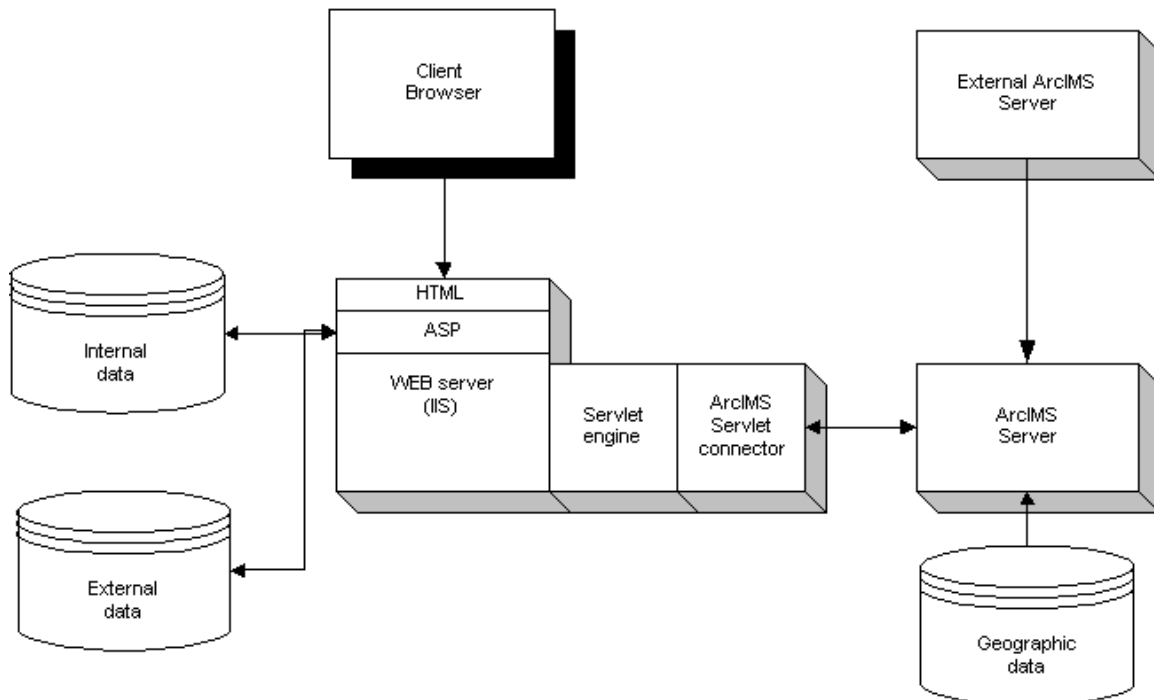 Client
Browser
External ArcIMS
Server
HTML
ASP
WEB server
(IIS)
Internal
data
Servlet
engine
ArcIMS
Servlet
connector
ArcIMS
Server
External
data
Geographic
data